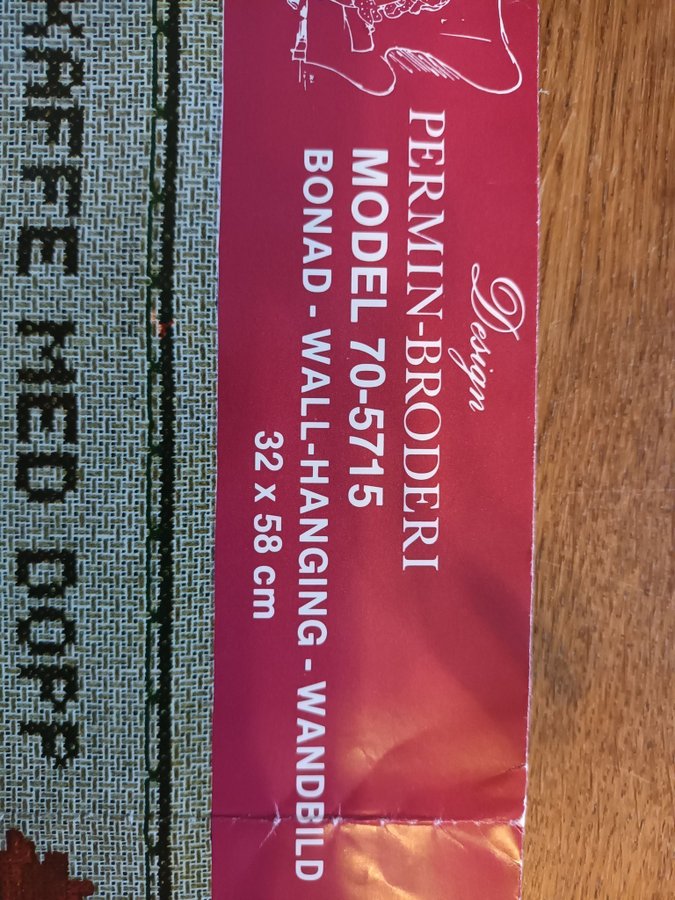 Design
PERMIN-BRODERI
MODEL 70-5715
BONAD - WALL-HANGING - WANDBILD
32 x 58 cm
KAFFE MED DOPP